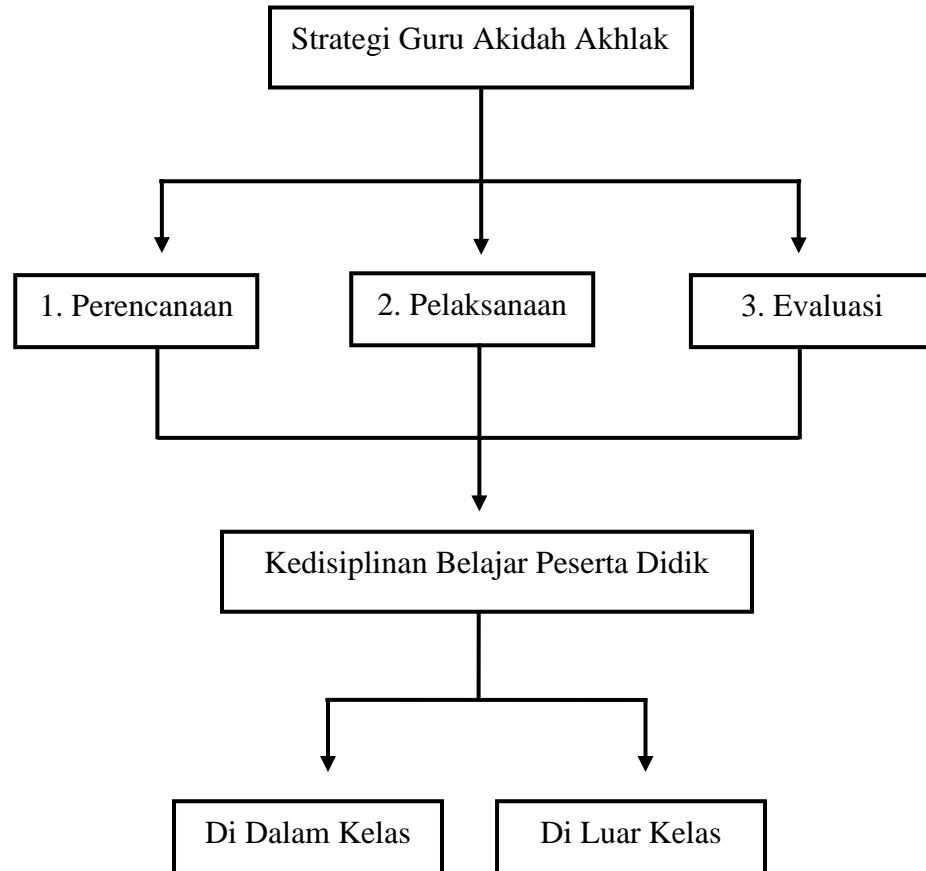 Strategi Guru Akidah Akhlak
1. Perencanaan
2. Pelaksanaan
3. Evaluasi
Kedisiplinan Belajar Peserta Didik
Di Dalam Kelas
Di Luar Kelas